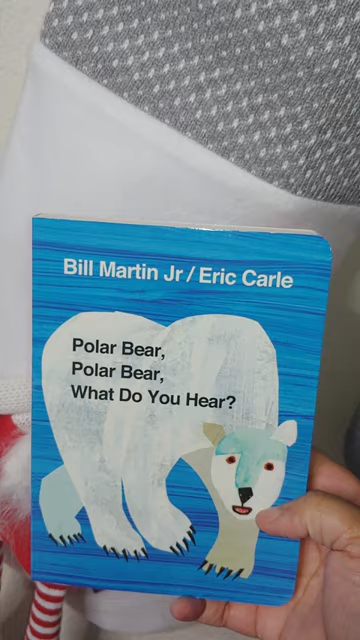 Bill Martin Jr / Eric Carle
Polar Bear,
Polar Bear,
What Do You Hear?